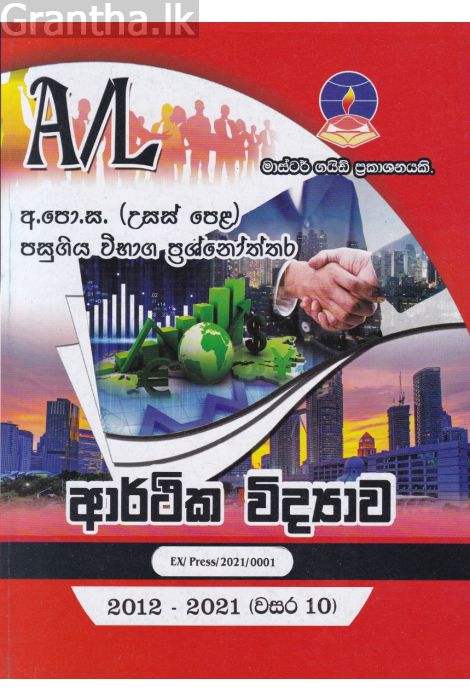 Grantha.lk
A/L
මාස්ටර් ගයිඩ් ප්‍රකාශනයකි.
අ.පො.ස. (උසස් පෙළ)
පසුගිය විභාග ප්‍රශ්නෝත්තර
ආර්ථික විද්‍යාව
EX/ Press/2021/0001
2012 - 2021 (වසර 10)